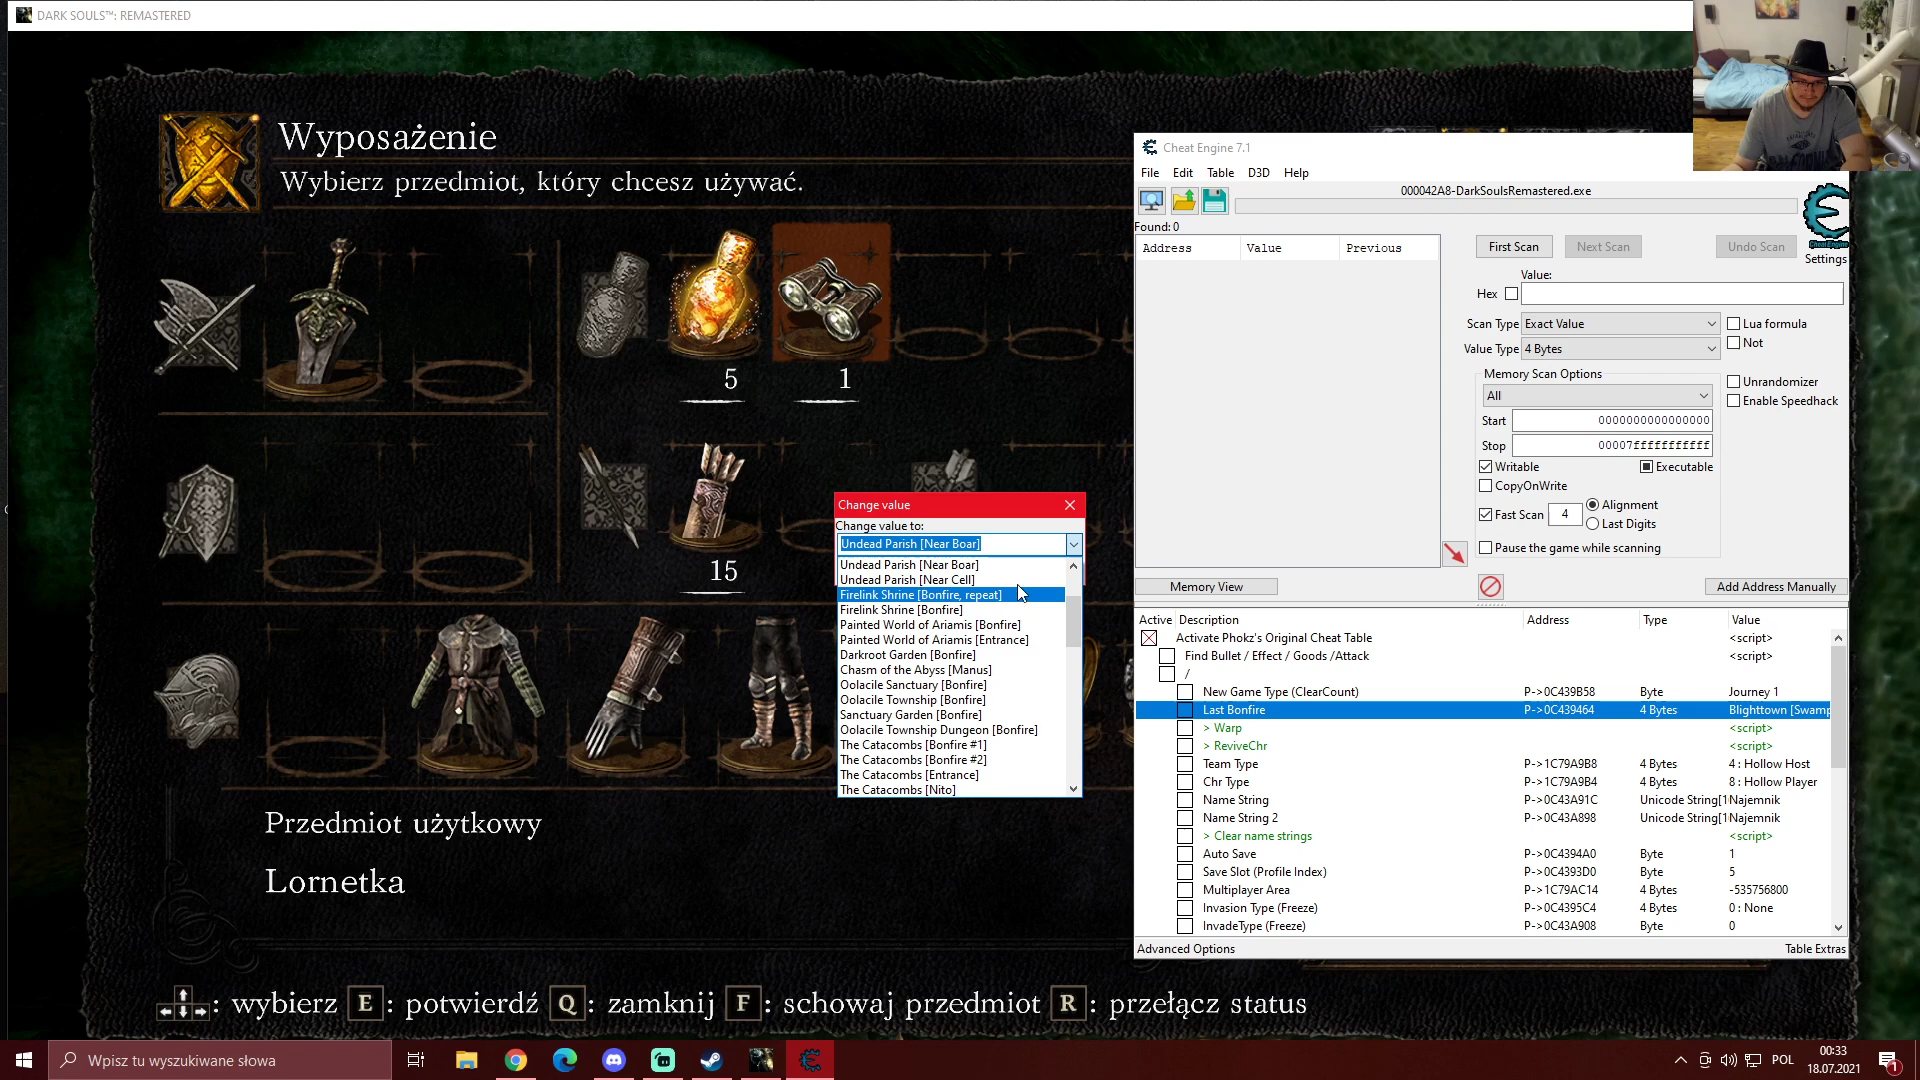 DARK SOULS™: REMASTERED
Wyposażenie
Wybierz przedmiot, który chcesz używać.
5
1
15
Przedmiot użytkowy
Lornetka
: wybierz E : potwierdź Q : zamknij F : schowaj przedmiot R : przełącz status
Change value
Change value to:
Undead Parish [Near Boar]
Undead Parish [Near Boar]
Undead Parish [Near Cell]
Firelink Shrine [Bonfire, repeat]
Firelink Shrine [Bonfire]
Painted World of Ariamis [Bonfire]
Painted World of Ariamis [Entrance]
Darkroot Garden [Bonfire]
Chasm of the Abyss [Manus]
Oolacile Sanctuary [Bonfire]
Oolacile Township [Bonfire]
Sanctuary Garden [Bonfire]
Oolacile Township Dungeon [Bonfire]
The Catacombs [Bonfire #1]
The Catacombs [Bonfire #2]
The Catacombs [Entrance]
The Catacombs [Nito]
Cheat Engine 7.1
File Edit Table D3D Help
000042A8-DarkSoulsRemastered.exe
Found: 0
Address Value Previous
First Scan Next Scan Undo Scan
Cheat Engine
Settings
Value:
Hex
Scan Type Exact Value
Lua formula
Value Type 4 Bytes
Not
Memory Scan Options
All
Unrandomizer
Enable Speedhack
Start 0000000000000000
Stop 00007fffffffffff
Writable Executable
CopyOnWrite
Fast Scan 4 Alignment
Last Digits
Pause the game while scanning
Memory View
Add Address Manually
Active Description Address Type Value
Activate Phokz's Original Cheat Table <script>
Find Bullet / Effect / Goods /Attack <script>
/
New Game Type (ClearCount) P->0C439B58 Byte Journey 1
Last Bonfire P->0C439464 4 Bytes Blighttown [Swamp
> Warp <script>
> ReviveChr <script>
Team Type P->1C79A9B8 4 Bytes 4 : Hollow Host
Chr Type P->1C79A9B4 4 Bytes 8 : Hollow Player
Name String P->0C43A91C Unicode String[1 Najemnik
Name String 2 P->0C43A898 Unicode String[1 Najemnik
> Clear name strings <script>
Auto Save P->0C4394A0 Byte 1
Save Slot (Profile Index) P->0C4393D0 Byte 5
Multiplayer Area P->1C79AC14 4 Bytes -535756800
Invasion Type (Freeze) P->0C4395C4 4 Bytes 0 : None
InvadeType (Freeze) P->0C43A908 Byte 0
Advanced Options Table Extras
Wpisz tu wyszukiwane słowa
POL
00:33
18.07.2021
1